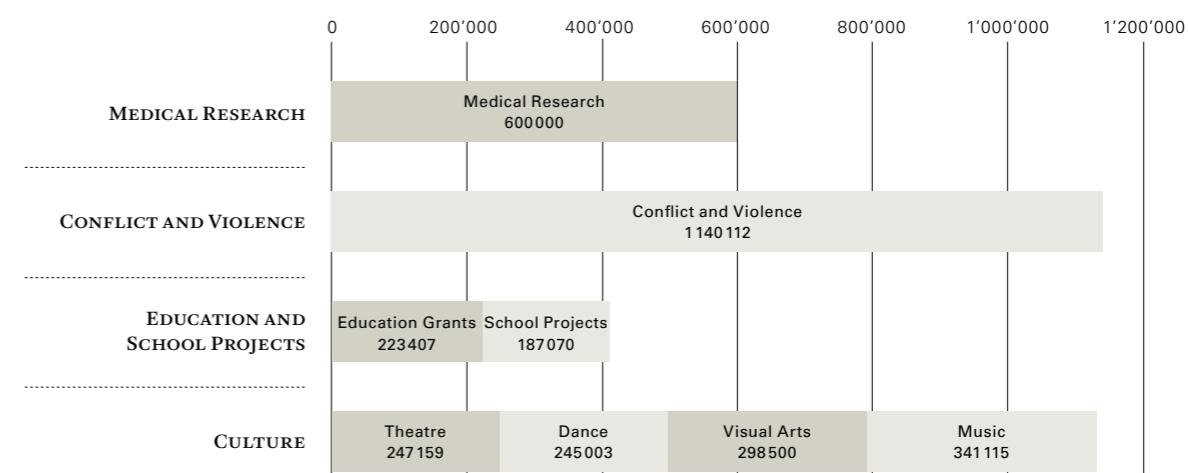 0 200’000 400’000 600’000 800’000 1’000’000 1’200’000
Medical Research
Medical Research
600000
Conflict and Violence
Conflict and Violence
1140112
Education and
School Projects
Education Grants School Projects
223407 187070
Culture
Theatre Dance Visual Arts Music
247159 245003 298500 341115